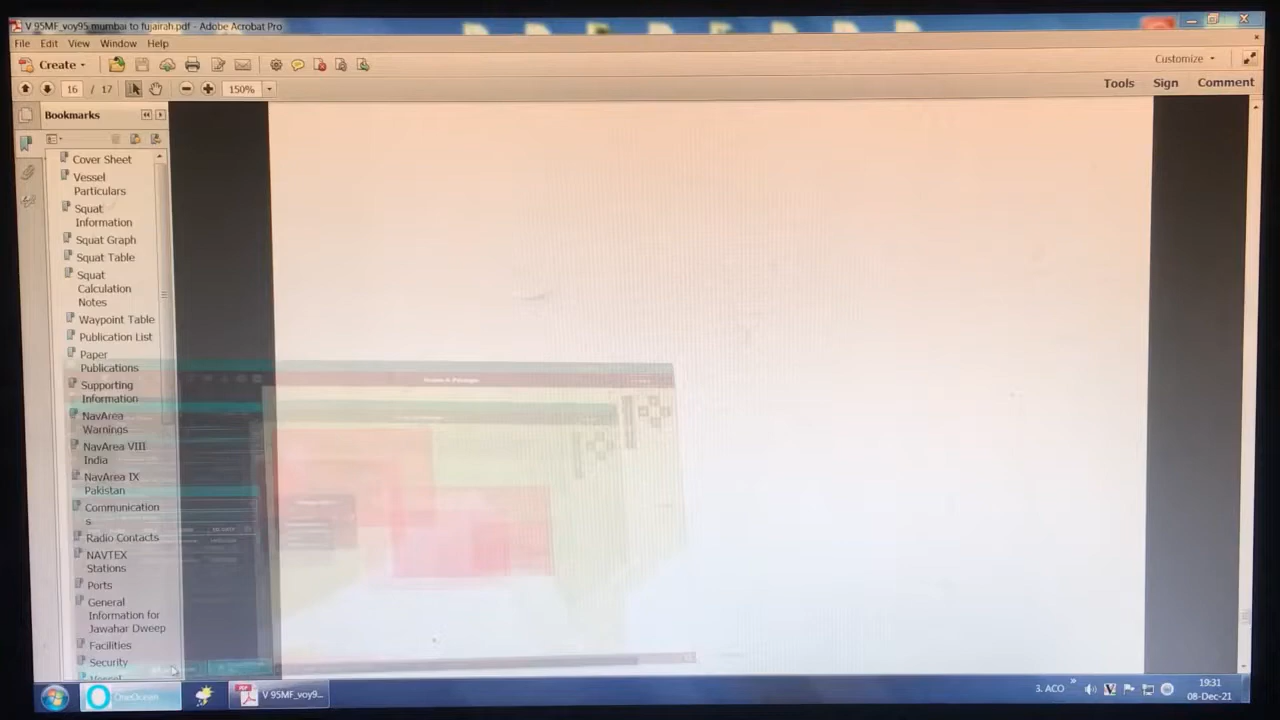 V 95MF_voy95 mumbai to fujairah.pdf - Adobe Acrobat Pro
File Edit View Window Help
Create
Customize
16 / 17
150%
Tools Sign Comment
Bookmarks
Cover Sheet
Vessel
Particulars
Squat
Information
Squat Graph
Squat Table
Squat
Calculation
Notes
Waypoint Table
Publication List
Paper
Publications
Supporting
Information
NavArea
Warnings
NavArea VIII
India
NavArea IX
Pakistan
Communication
s
Radio Contacts
NAVTEX
Stations
Ports
General
Information for
Jawahar Dweep
Facilities
Security
Vessel
OneOcean
V 95MF_voy9...
3. ACO
19:31
08-Dec-21